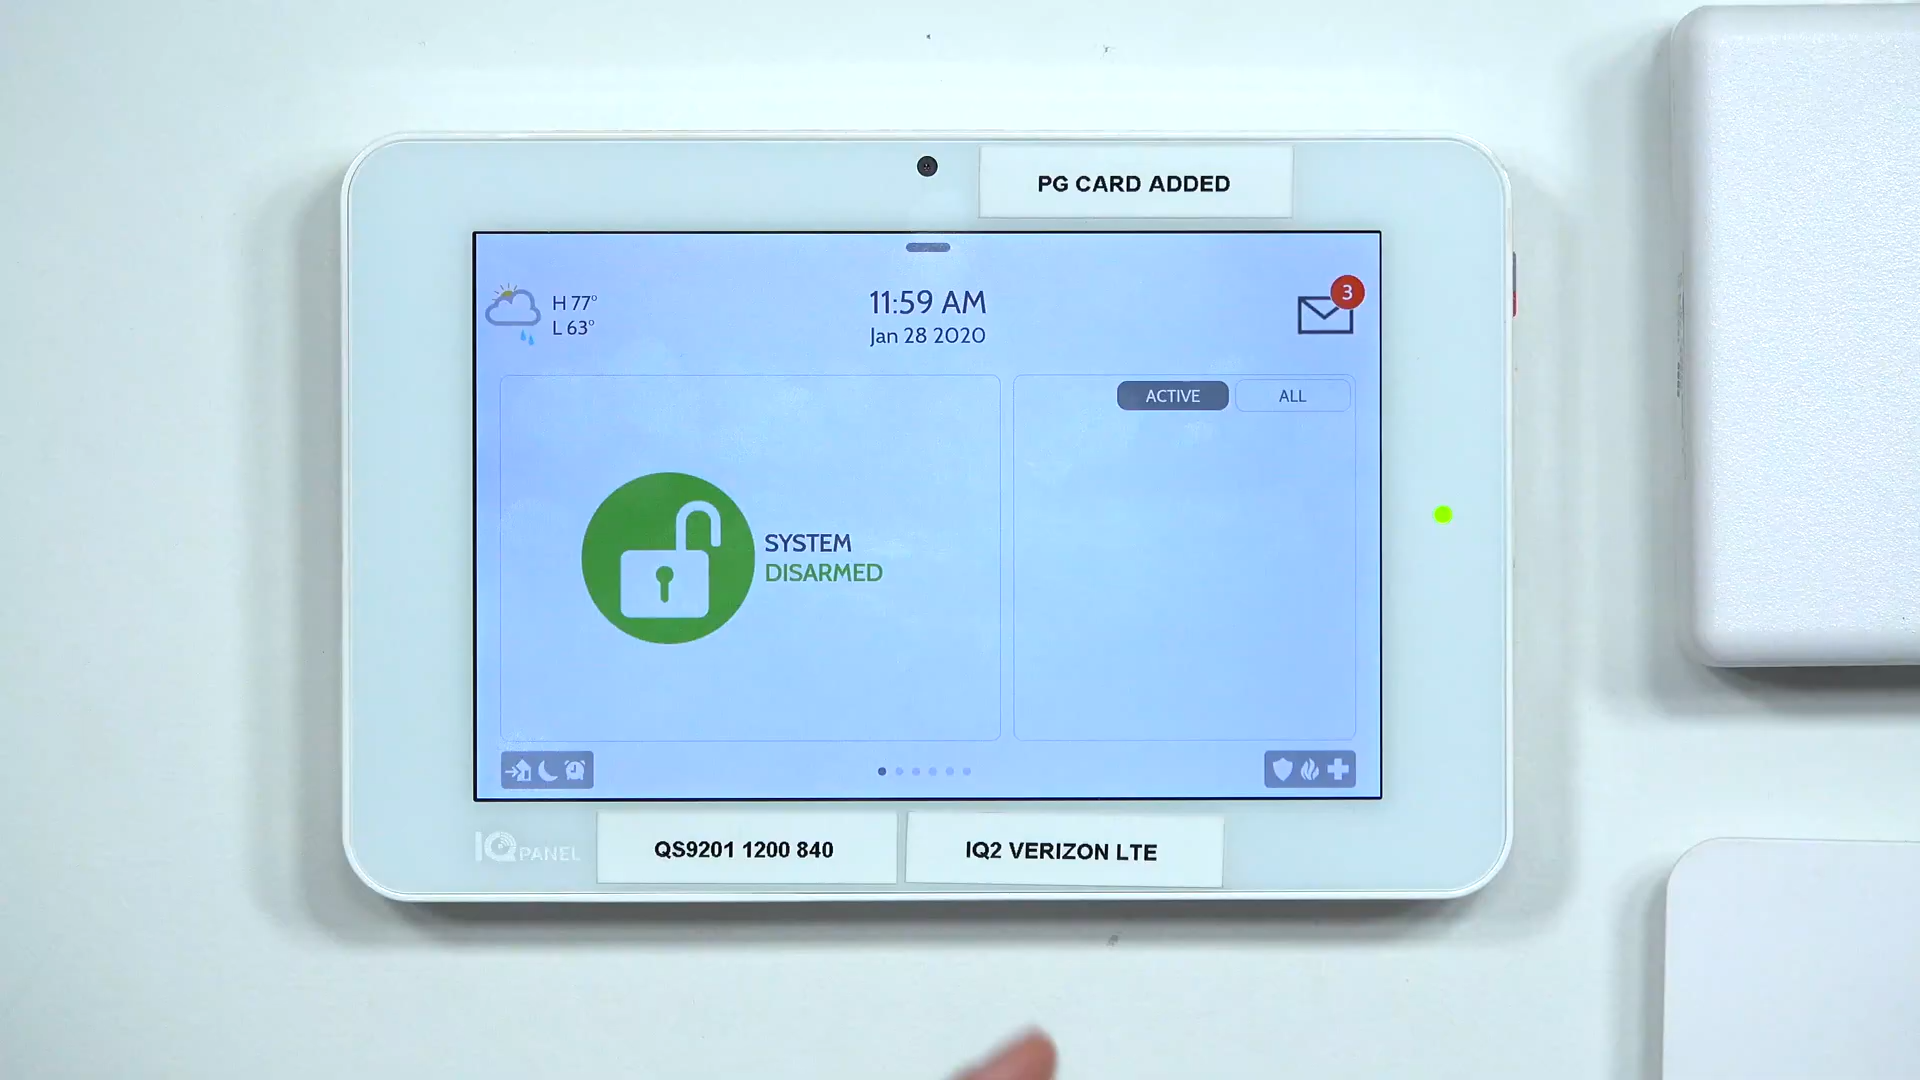 PG CARD ADDED
H 77°
L 63°
11:59 AM
Jan 28 2020
3
ACTIVE
ALL
SYSTEM
DISARMED
IQ PANEL
QS9201 1200 840
IQ2 VERIZON LTE